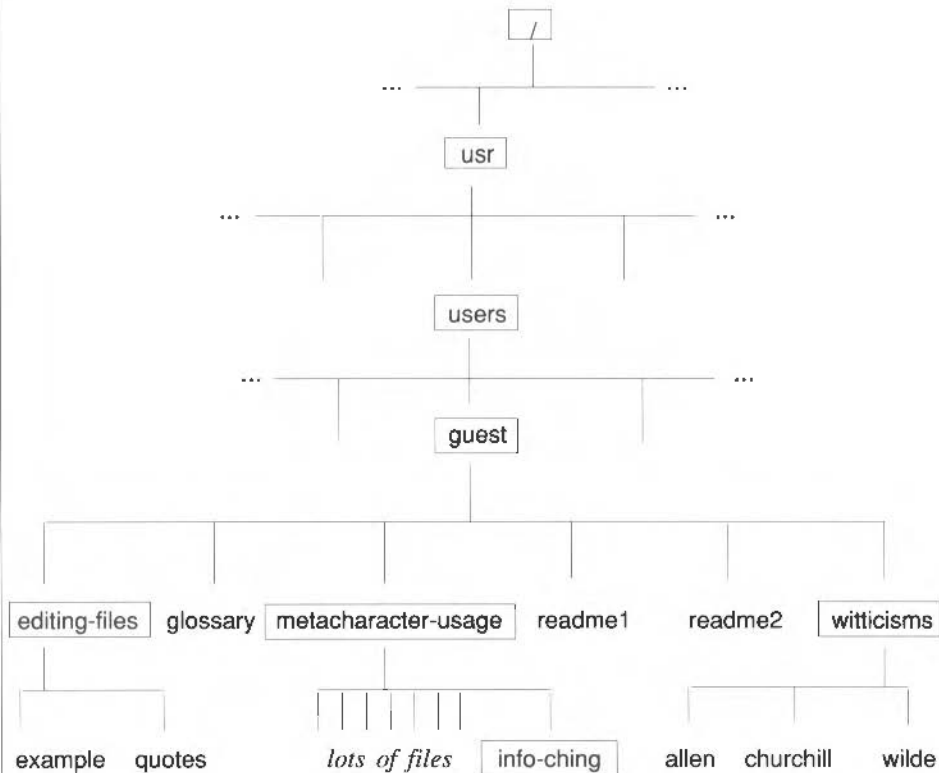 /
... ...
usr
... ...
users
... ...
guest
editing-files glossary metacharacter-usage readme1 readme2 witticisms
example quotes lots of files info-ching allen churchill wilde